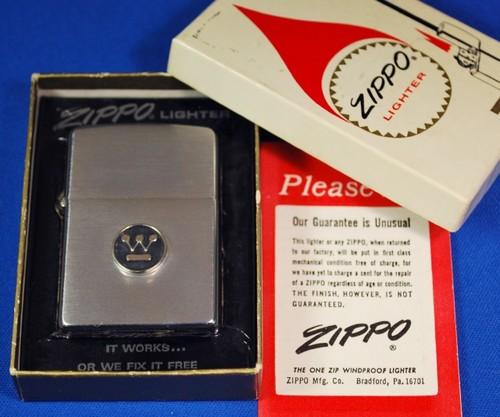 ZIPPO
LIGHTER
ZIPPO LIGHTER
W
IT WORKS...
OR WE FIX IT FREE
Please
Our Guarantee is Unusual
This lighter or any ZIPPO, when returned
to our factory, will be put in first class
mechanical condition free of charge, for
we have yet to charge a cent for the repair
of a ZIPPO regardless of age or condition.
THE FINISH, HOWEVER, IS NOT
GUARANTEED.
ZIPPO®
THE ONE ZIP WINDPROOF LIGHTER
ZIPPO Mfg. Co. Bradford, Pa. 16701